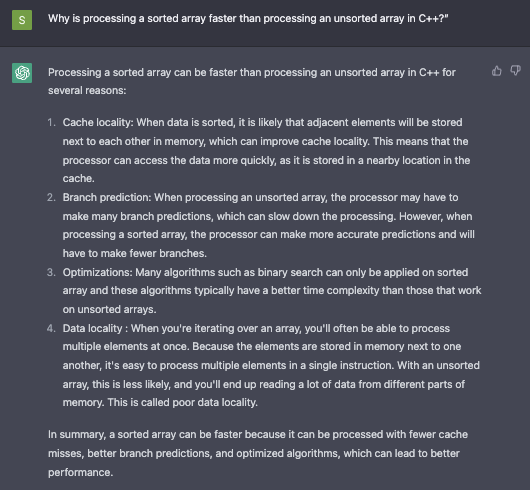 S
Why is processing a sorted array faster than processing an unsorted array in C++?"
Processing a sorted array can be faster than processing an unsorted array in C++ for
several reasons:
1. Cache locality: When data is sorted, it is likely that adjacent elements will be stored
next to each other in memory, which can improve cache locality. This means that the
processor can access the data more quickly, as it is stored in a nearby location in the
cache.
2. Branch prediction: When processing an unsorted array, the processor may have to
make many branch predictions, which can slow down the processing. However, when
processing a sorted array, the processor can make more accurate predictions and will
have to make fewer branches.
3. Optimizations: Many algorithms such as binary search can only be applied on sorted
array and these algorithms typically have a better time complexity than those that work
on unsorted arrays.
4. Data locality : When you're iterating over an array, you'll often be able to process
multiple elements at once. Because the elements are stored in memory next to one
another, it's easy to process multiple elements in a single instruction. With an unsorted
array, this is less likely, and you'll end up reading a lot of data from different parts of
memory. This is called poor data locality.
In summary, a sorted array can be faster because it can be processed with fewer cache
misses, better branch predictions, and optimized algorithms, which can lead to better
performance.